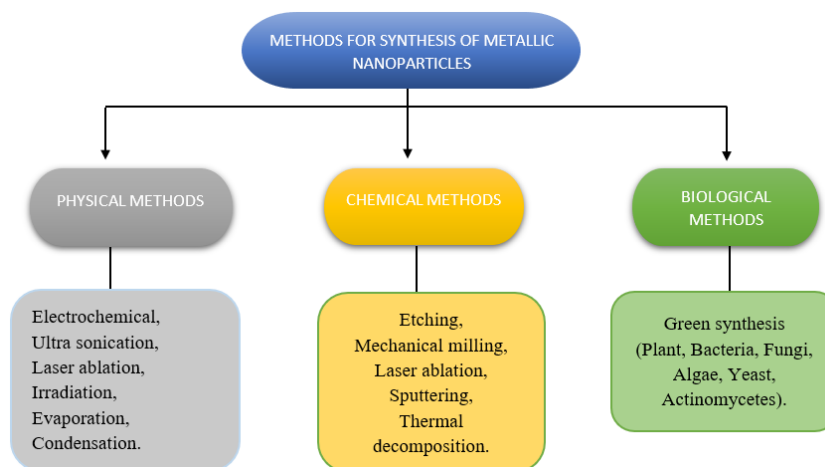 METHODS FOR SYNTHESIS OF METALLIC
NANOPARTICLES
PHYSICAL METHODS
CHEMICAL METHODS
BIOLOGICAL
METHODS
Electrochemical,
Ultra sonication,
Laser ablation,
Irradiation,
Evaporation,
Condensation.
Etching,
Mechanical milling,
Laser ablation,
Sputtering,
Thermal
decomposition.
Green synthesis
(Plant, Bacteria, Fungi,
Algae, Yeast,
Actinomycetes).